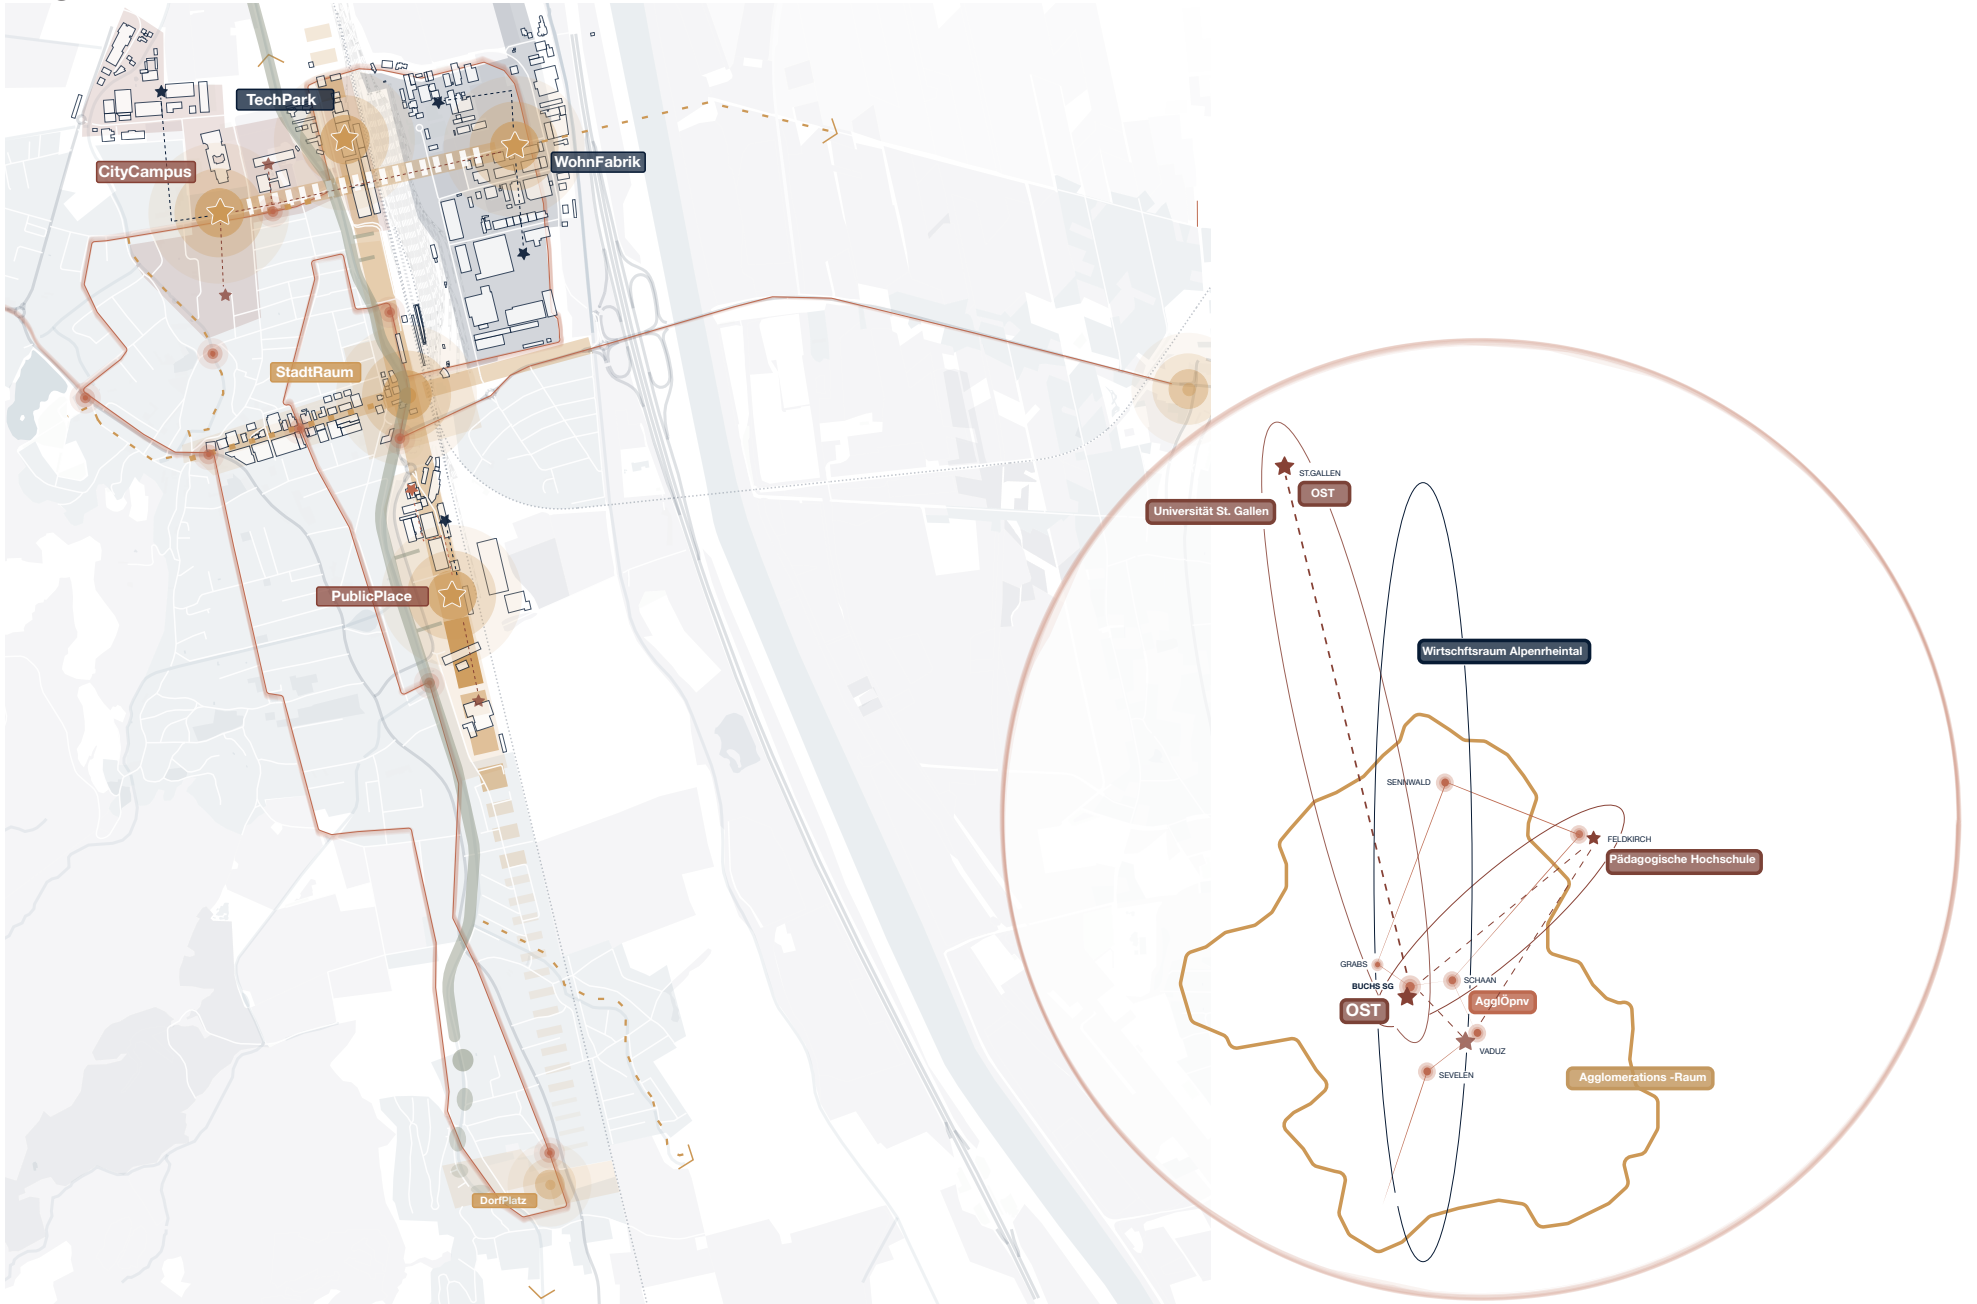 TechPark
WohnFabrik
CityCampus
StadtRaum
PublicPlace
DorfPlatz
ST.GALLEN
OST
Universität St. Gallen
Wirtschftsraum Alpenrheintal
SENNWALD
FELDKIRCH
Pädagogische Hochschule
GRABS
SCHAAN
BUCHS SG
OST
AgglÖpnv
VADUZ
SEVELEN
Agglomerations -Raum